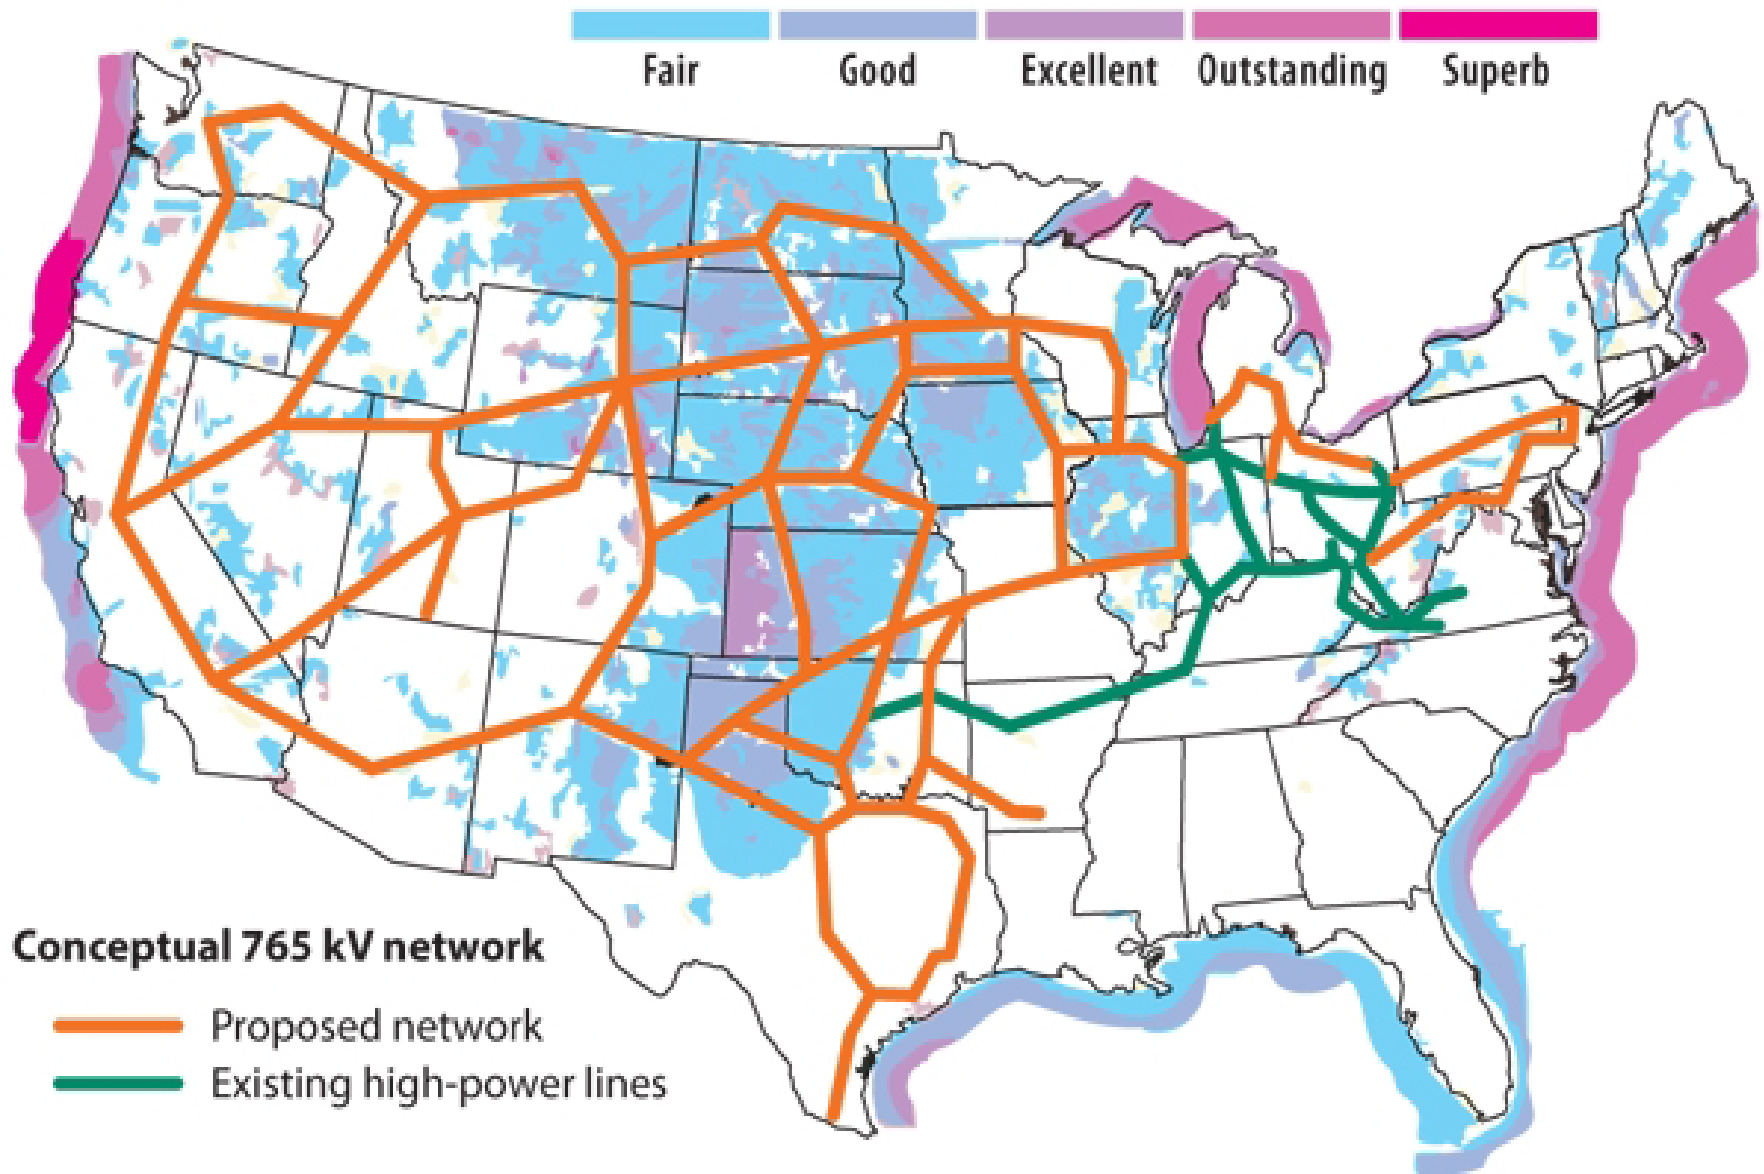 Fair
Good
Excellent
Outstanding
Superb
Conceptual 765 kV network
Proposed network
Existing high-power lines